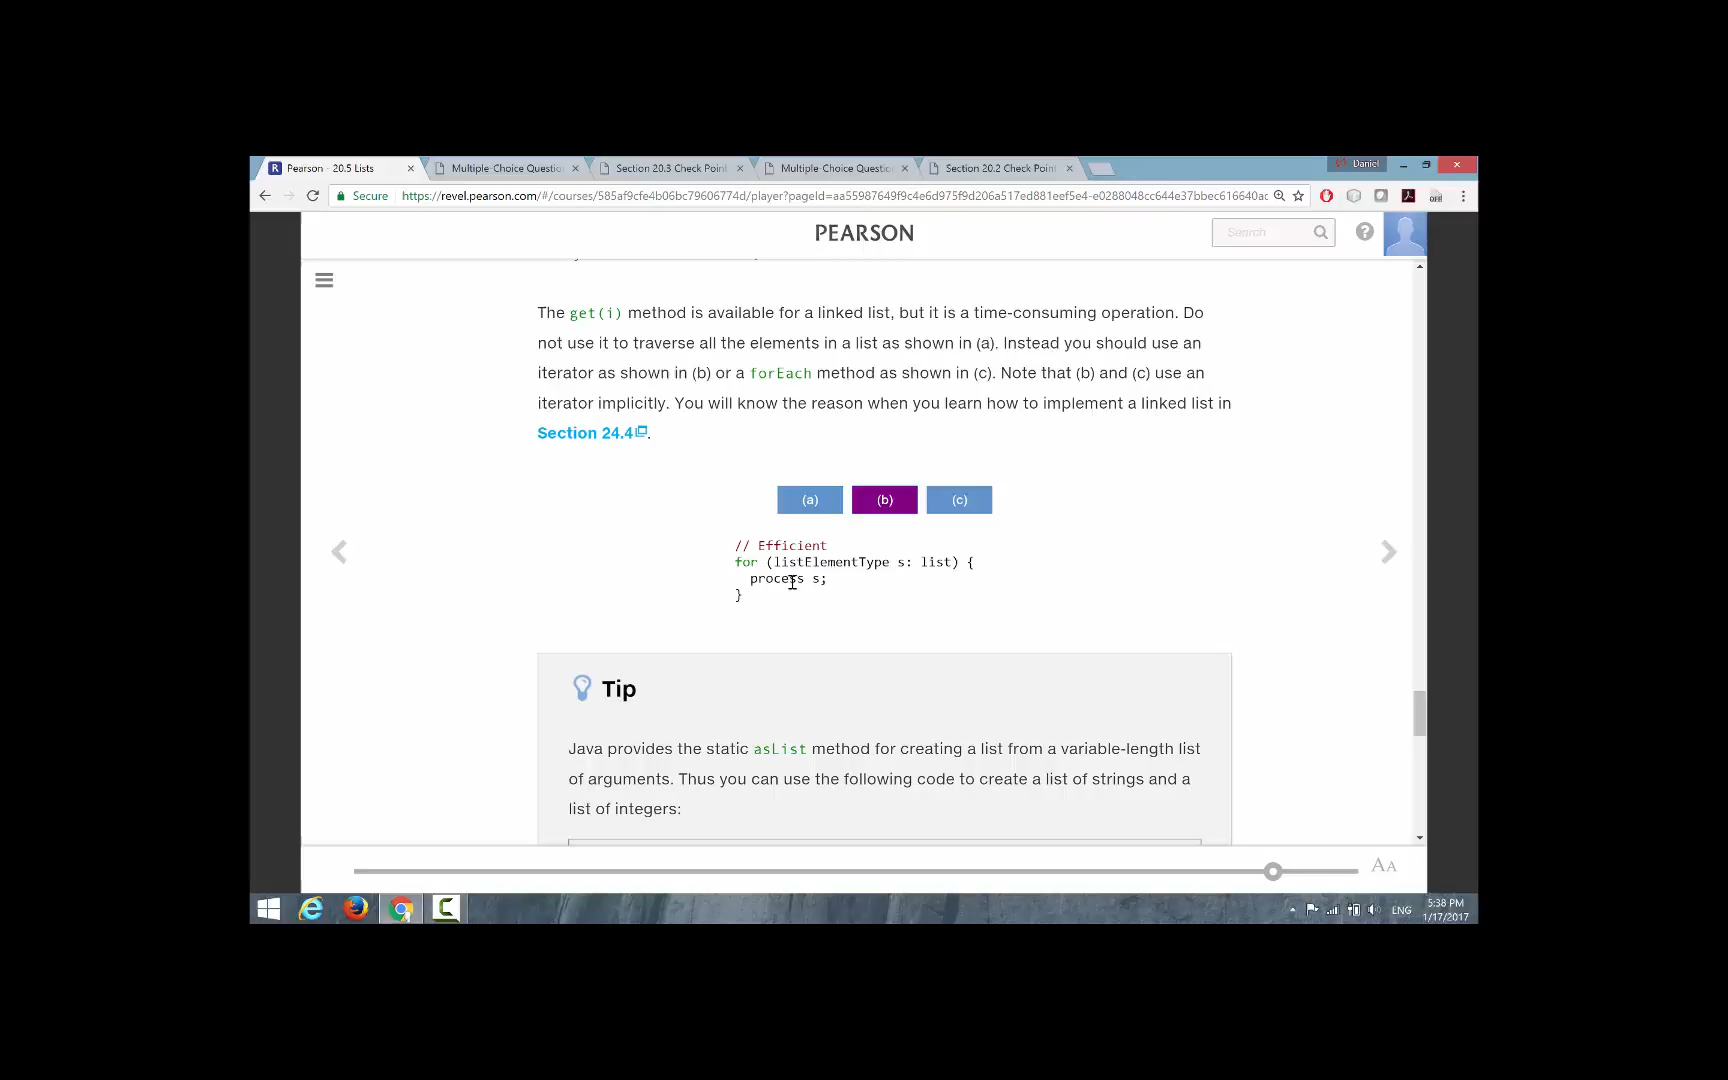 Pearson - 20.5 Lists
Multiple-Choice Questio
Section 20.3 Check Poin
Multiple-Choice Questio
Section 20.2 Check Poin
Daniel
Secure
https://revel.pearson.com/#/courses/585af9cfe4b06bc79606774d/player?pageId=aa55987649f9c4e6d975f9d206a517ed881eef5e4-e0288048cc644e37bbec616640ac
OFF
PEARSON
Search
The get(i) method is available for a linked list, but it is a time-consuming operation. Do
not use it to traverse all the elements in a list as shown in (a). Instead you should use an
iterator as shown in (b) or a forEach method as shown in (c). Note that (b) and (c) use an
iterator implicitly. You will know the reason when you learn how to implement a linked list in
Section 24.4.
(a)
(b)
(c)
// Efficient
for (listElementType s: list) {
process s;
}
Tip
Java provides the static asList method for creating a list from a variable-length list
of arguments. Thus you can use the following code to create a list of strings and a
list of integers:
AA
ENG
5:38 PM
1/17/2017